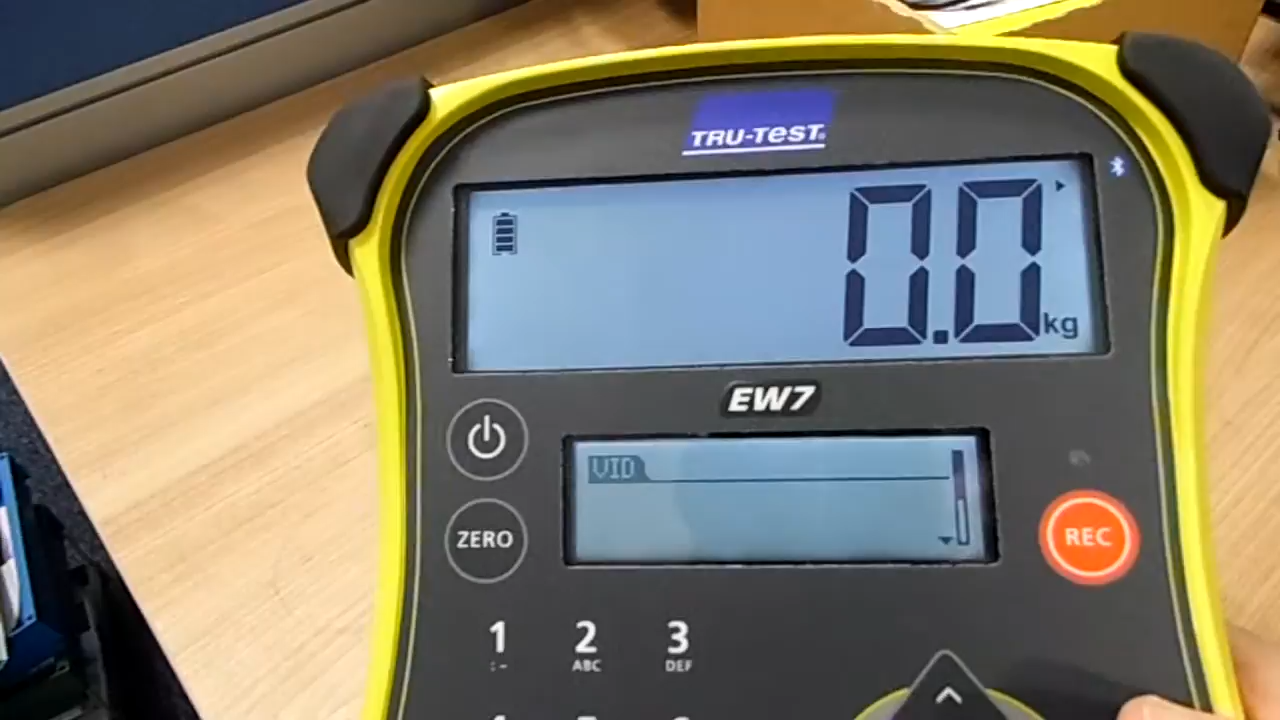 TRU-TEST
0.0 kg
EW7
VID
ZERO
REC
1 2 3
:- ABC DEF